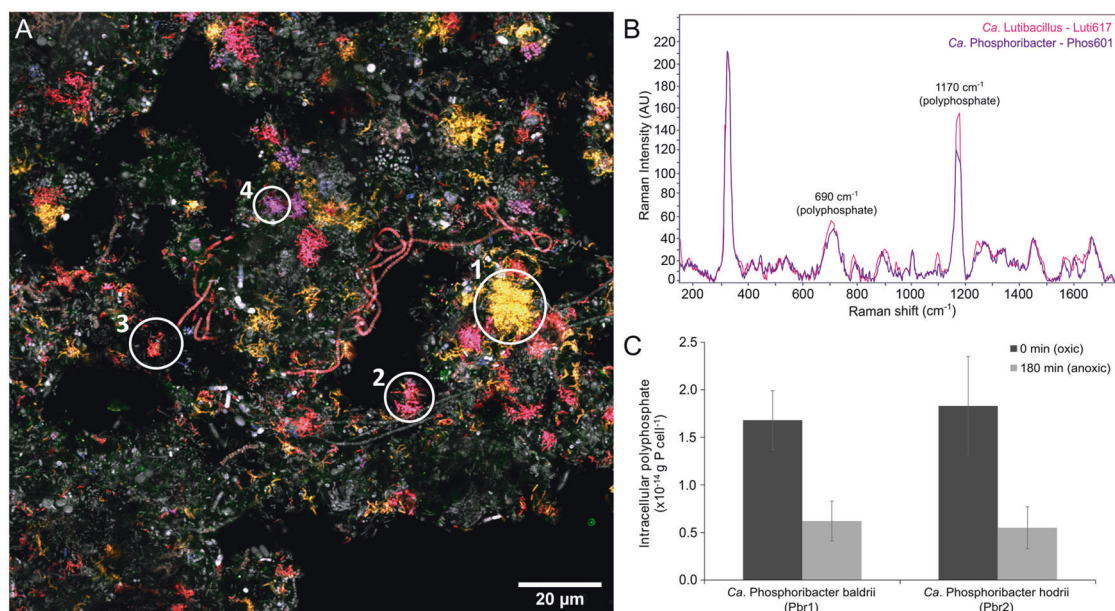 A
1
2
3
4
20 µm
B
Ca. Lutibacillus - Luti617
Ca. Phosphoribacter - Phos601
Raman Intensity (AU)
220
200
180
160
140
120
100
80
60
40
20
0
1170 cm-1
(polyphosphate)
690 cm-1
(polyphosphate)
200 400 600 800 1000 1200 1400 1600
Raman shift (cm-1)
C
0 min (oxic)
180 min (anoxic)
Intracellular polyphosphate
(x10-14 g P cell-1)
2.5
2.0
1.5
1.0
0.5
0.0
Ca. Phosphoribacter baldrii
(Pbr1)
Ca. Phosphoribacter hodrii
(Pbr2)